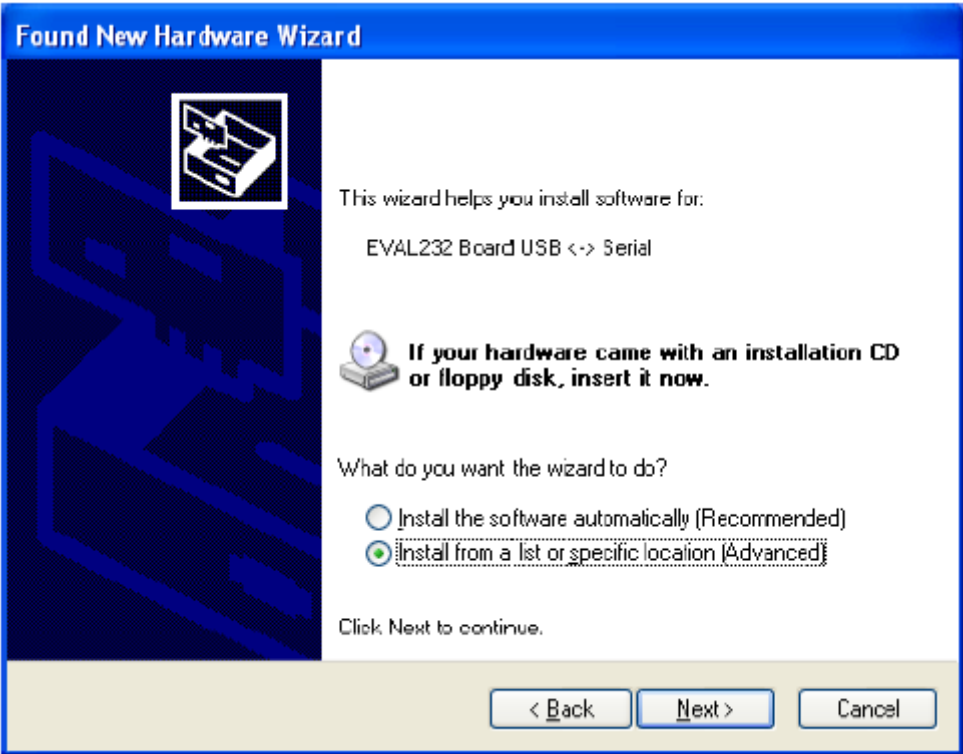 Found New Hardware Wizard
This wizard helps you install software for:
EVAL232 Board USB <-> Serial
If your hardware came with an installation CD
or floppy disk, insert it now.
What do you want the wizard to do?
Install the software automatically (Recommended)
Install from a list or specific location (Advanced)
Click Next to continue.
< Back
Next >
Cancel